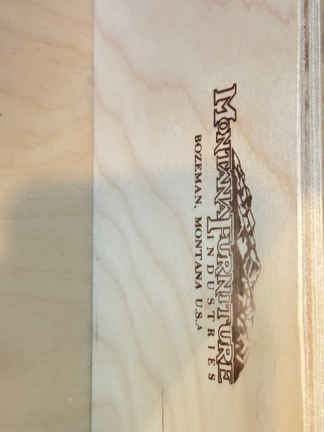 MONTANA FURNITURE
INDUSTRIES
BOZEMAN, MONTANA U.S.A